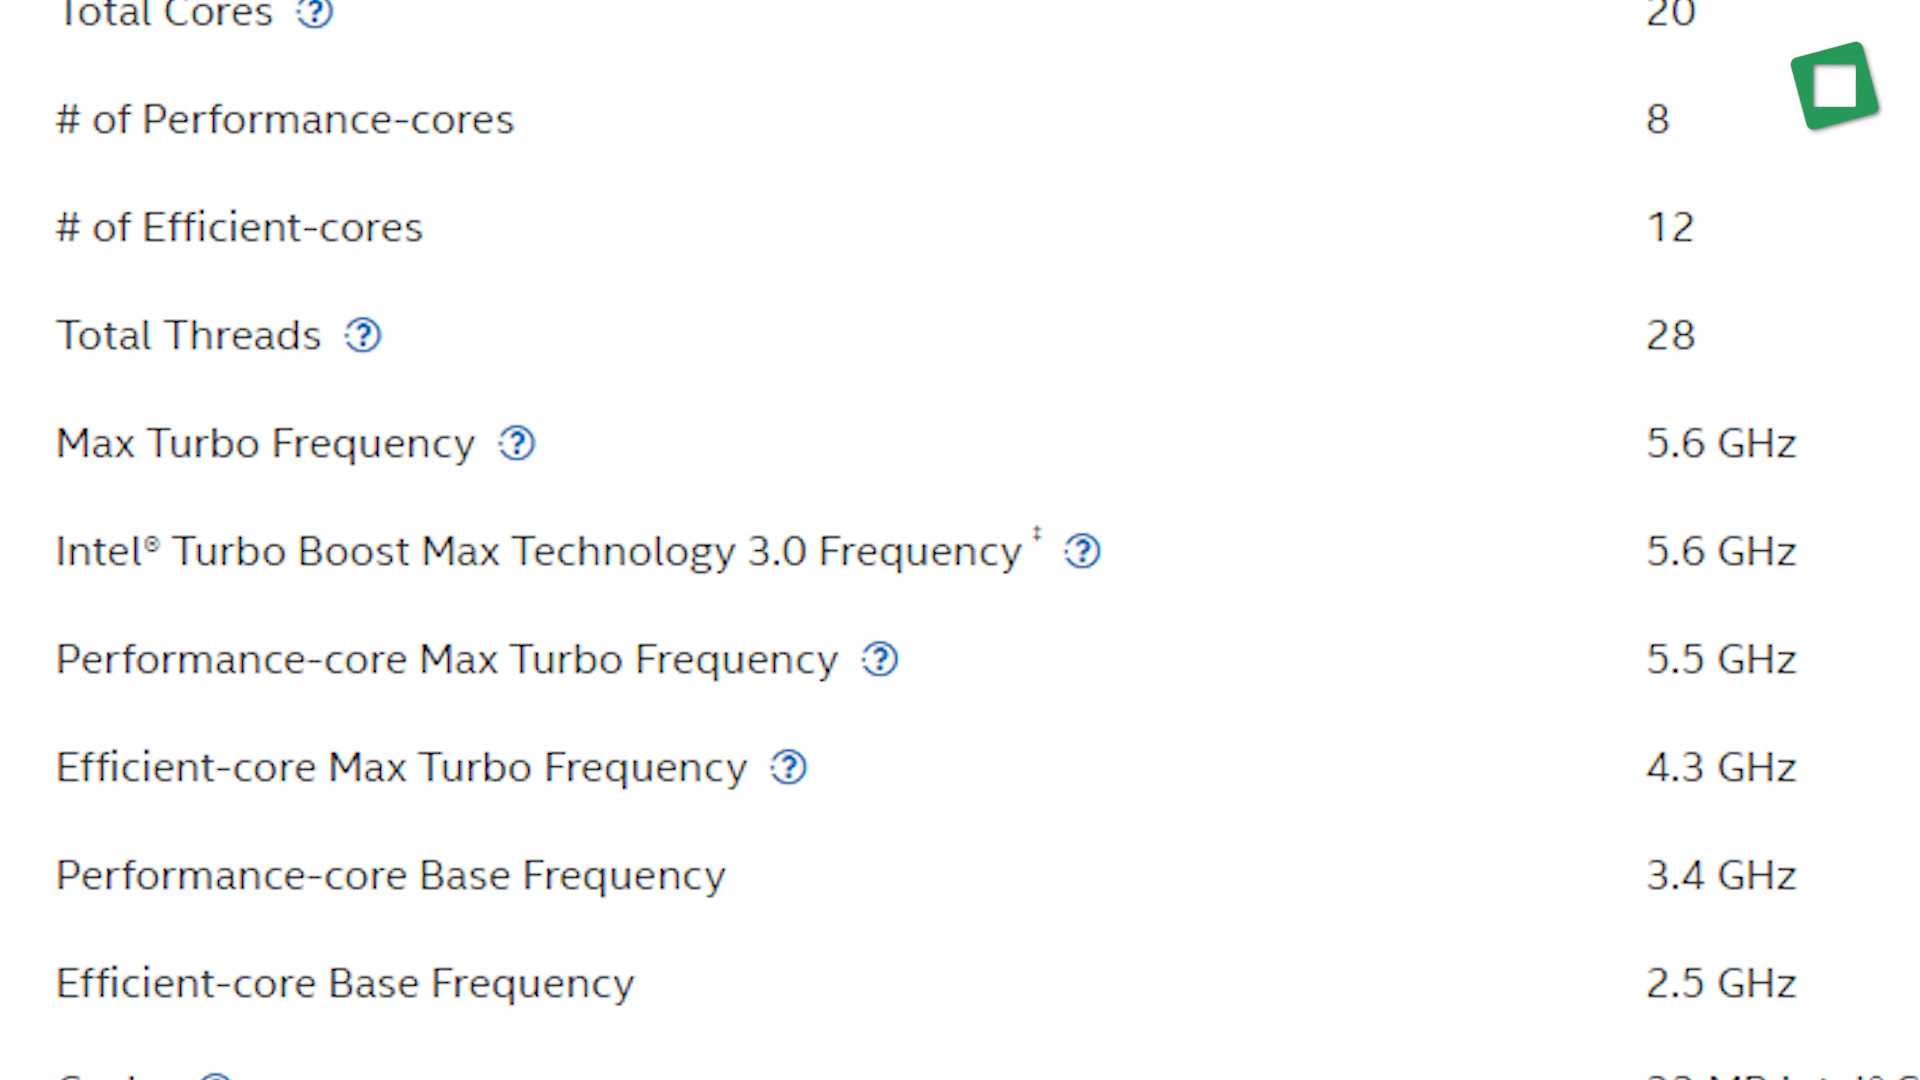 Total Cores 20
# of Performance-cores 8
# of Efficient-cores 12
Total Threads 28
Max Turbo Frequency 5.6 GHz
Intel® Turbo Boost Max Technology 3.0 Frequency ‡ 5.6 GHz
Performance-core Max Turbo Frequency 5.5 GHz
Efficient-core Max Turbo Frequency 4.3 GHz
Performance-core Base Frequency 3.4 GHz
Efficient-core Base Frequency 2.5 GHz